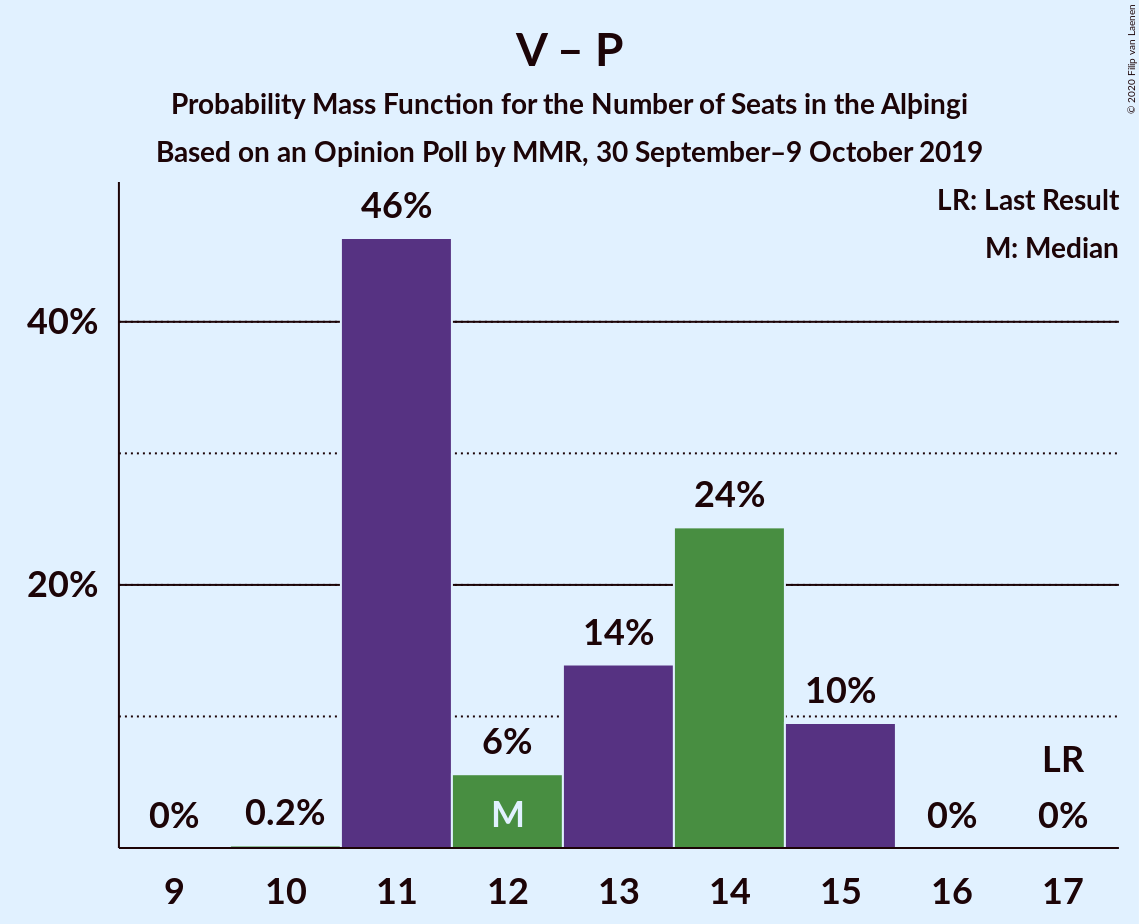 V – P
Probability Mass Function for the Number of Seats in the Alþingi
Based on an Opinion Poll by MMR, 30 September–9 October 2019
© 2020 Filip van Laenen
LR: Last Result
M: Median
40%
20%
0%
0.2%
46%
6%
M
14%
24%
10%
0%
LR
0%
9 10 11 12 13 14 15 16 17